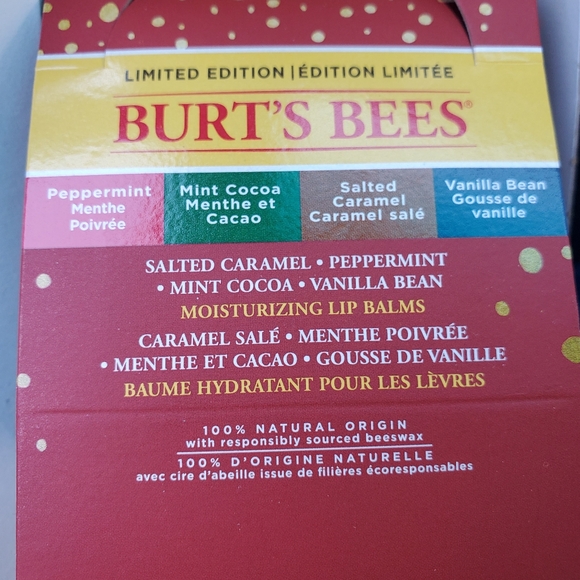 LIMITED EDITION | ÉDITION LIMITÉE
BURT'S BEES®
Peppermint
Menthe
Poivrée
Mint Cocoa
Menthe et
Cacao
Salted
Caramel
Caramel salé
Vanilla Bean
Gousse de
vanille
SALTED CARAMEL • PEPPERMINT
• MINT COCOA • VANILLA BEAN
MOISTURIZING LIP BALMS
CARAMEL SALÉ • MENTHE POIVRÉE
• MENTHE ET CACAO • GOUSSE DE VANILLE
BAUME HYDRATANT POUR LES LÈVRES
100% NATURAL ORIGIN
with responsibly sourced beeswax
100% D'ORIGINE NATURELLE
avec cire d'abeille issue de filières écoresponsables